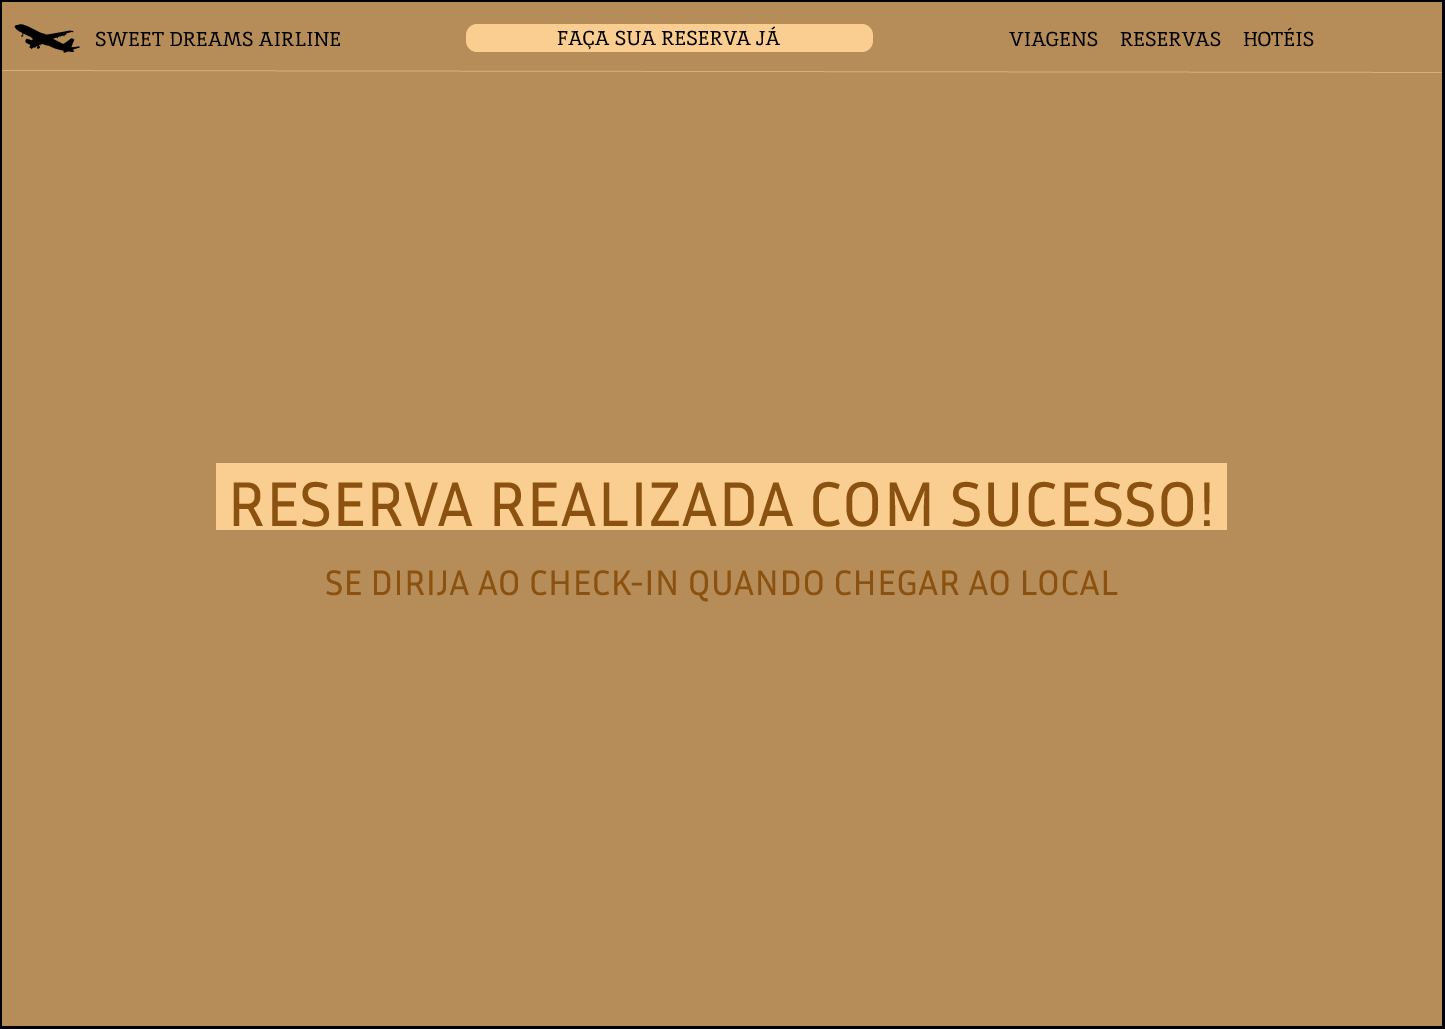 SWEET DREAMS AIRLINE
FAÇA SUA RESERVA JÁ
VIAGENS RESERVAS HOTÉIS
RESERVA REALIZADA COM SUCESSO!
SE DIRIJA AO CHECK-IN QUANDO CHEGAR AO LOCAL